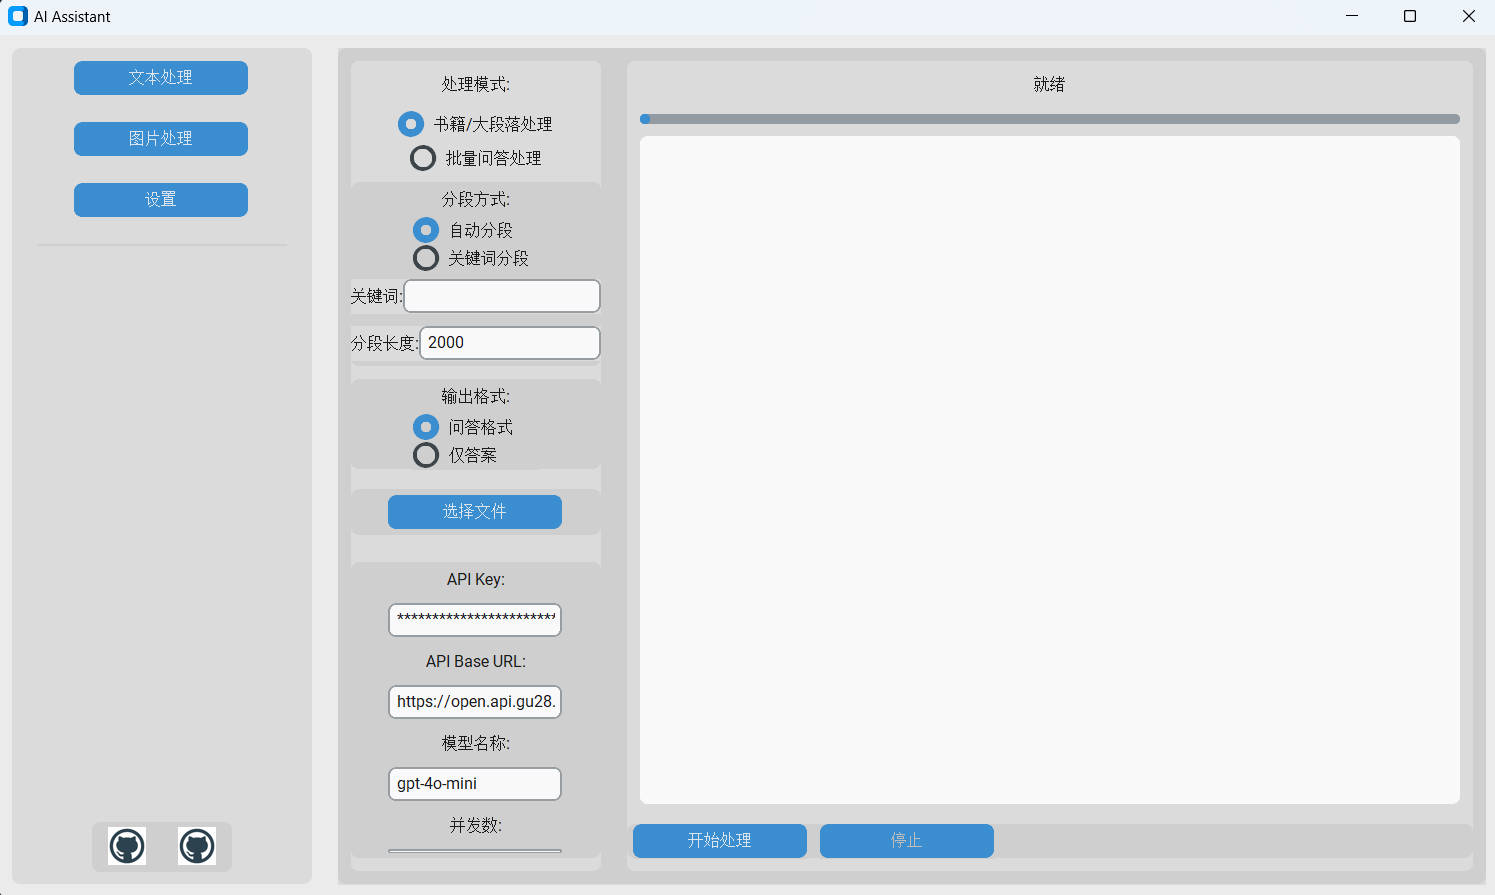 AI Assistant
文本处理
图片处理
设置
处理模式:
书籍/大段落处理
批量问答处理
分段方式:
自动分段
关键词分段
关键词:
分段长度:
2000
输出格式:
问答格式
仅答案
选择文件
API Key:
***********************
API Base URL:
https://open.api.gu28.
模型名称:
gpt-4o-mini
并发数:
就绪
开始处理
停止